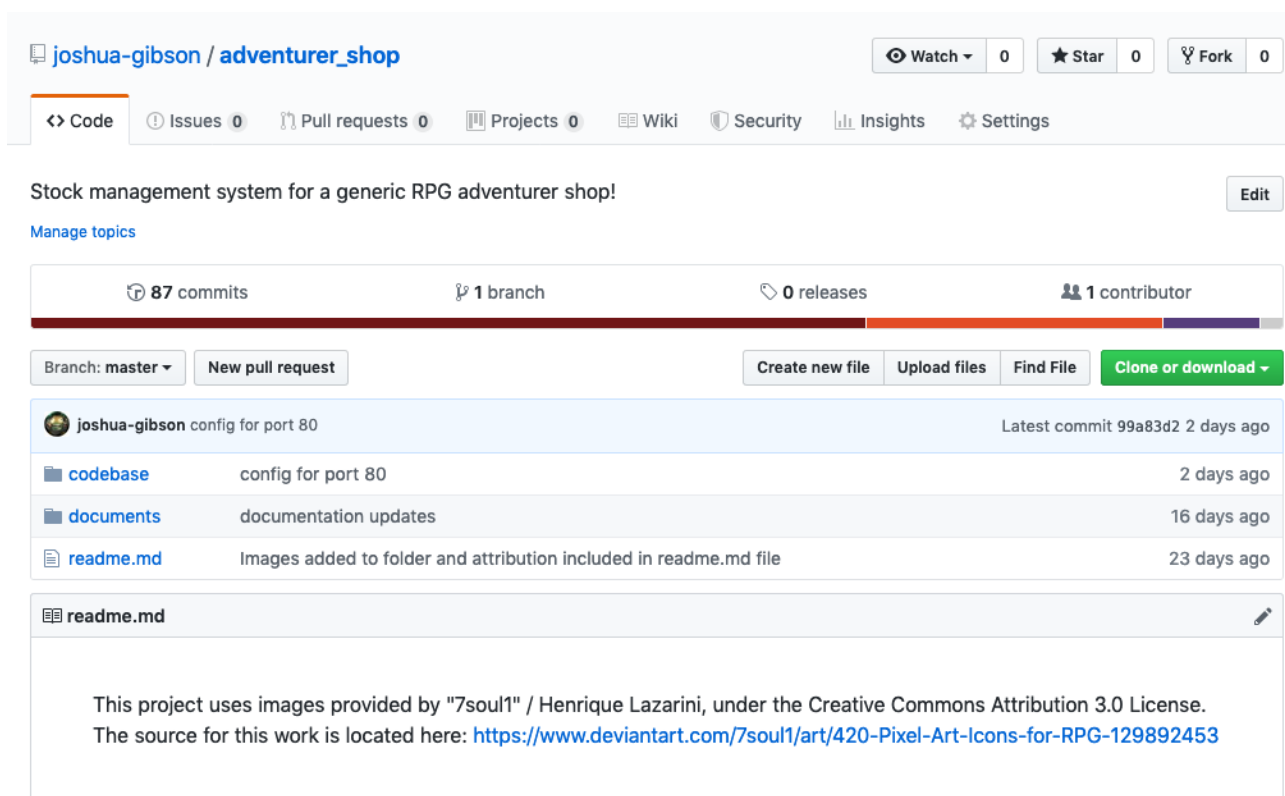 joshua-gibson / adventurer_shop Watch 0 Star 0 Fork 0
Code Issues 0 Pull requests 0 Projects 0 Wiki Security Insights Settings
Stock management system for a generic RPG adventurer shop! Edit
Manage topics
87 commits 1 branch 0 releases 1 contributor
Branch: master New pull request Create new file Upload files Find File Clone or download
joshua-gibson config for port 80 Latest commit 99a83d2 2 days ago
codebase config for port 80 2 days ago
documents documentation updates 16 days ago
readme.md Images added to folder and attribution included in readme.md file 23 days ago
readme.md
This project uses images provided by "7soul1" / Henrique Lazarini, under the Creative Commons Attribution 3.0 License.
The source for this work is located here: https://www.deviantart.com/7soul1/art/420-Pixel-Art-Icons-for-RPG-129892453